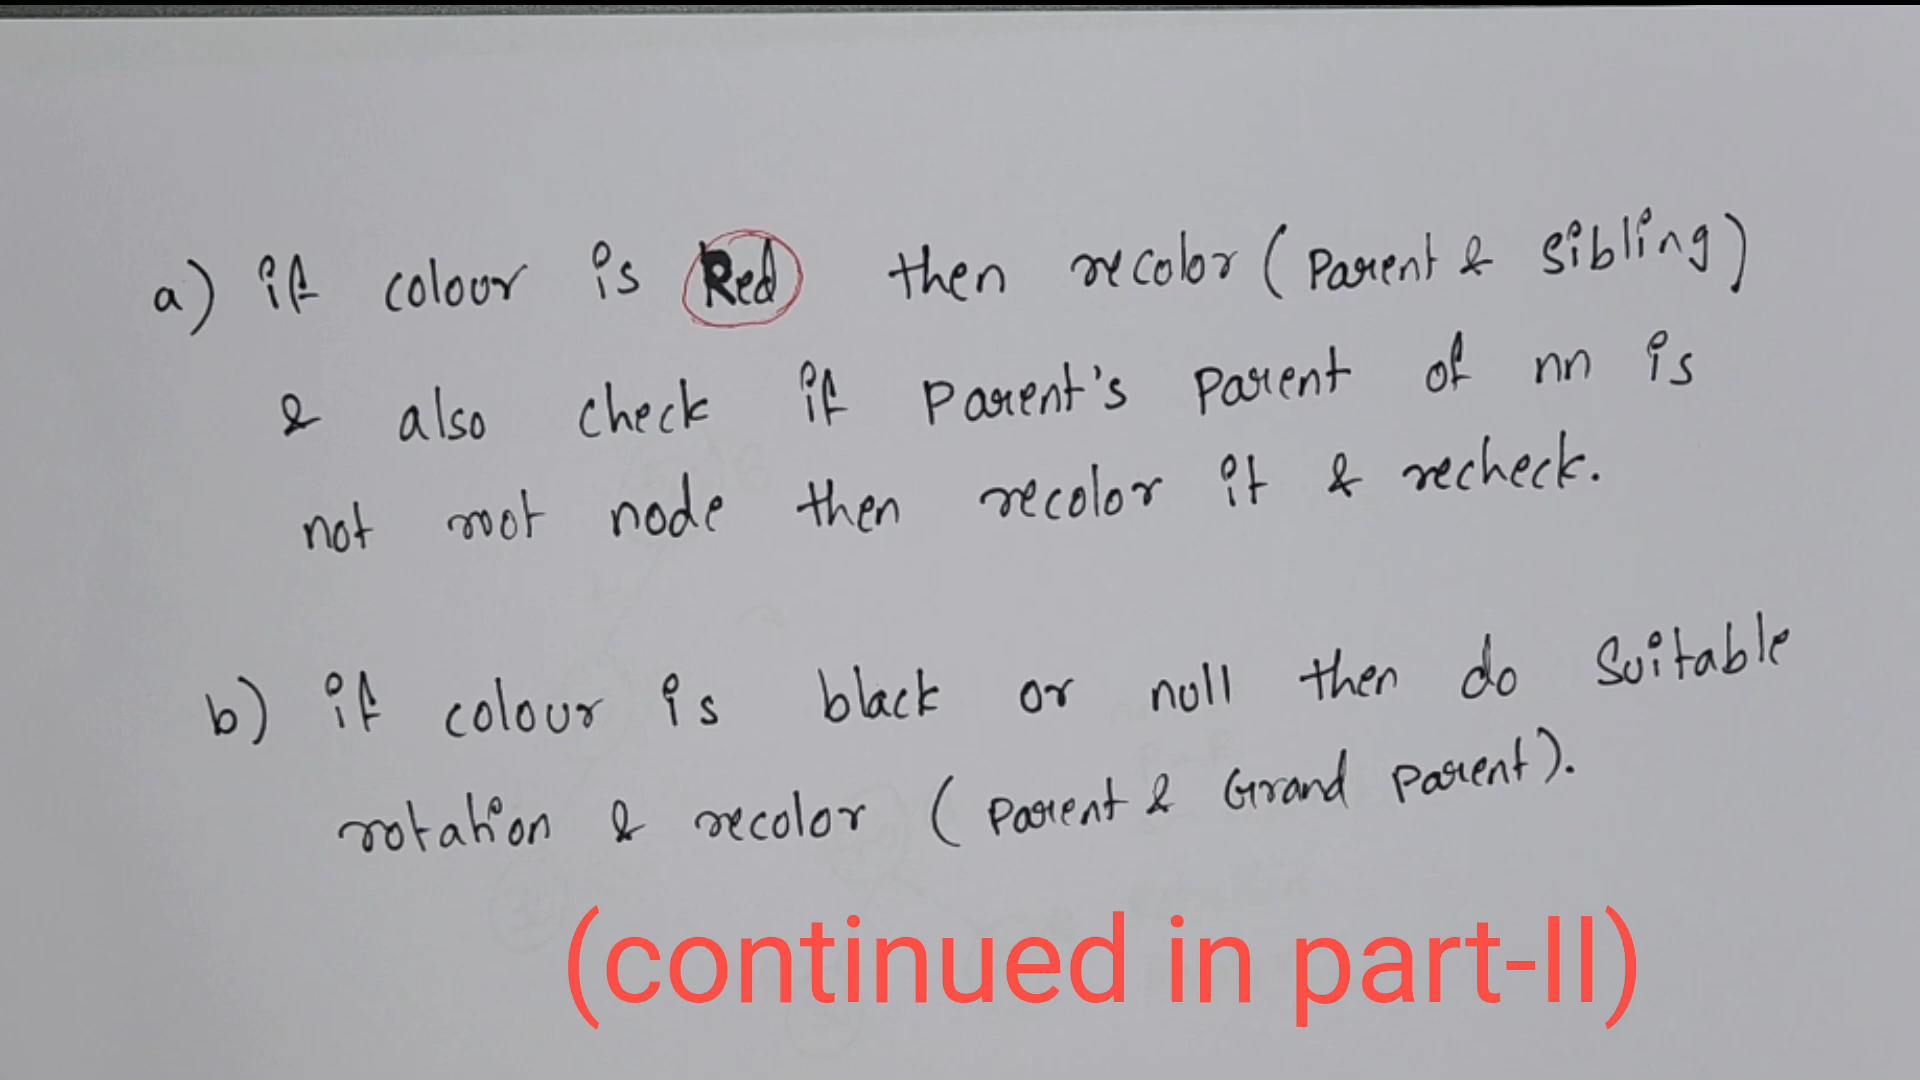 a) if colour is Red then recolor (Parent & Sibling)
& also check if Parent's Parent of nn is
not root node then recolor it & recheck.
b) if colour is black or null then do Suitable
rotation & recolor (Parent & Grand Parent).
(continued in part-II)